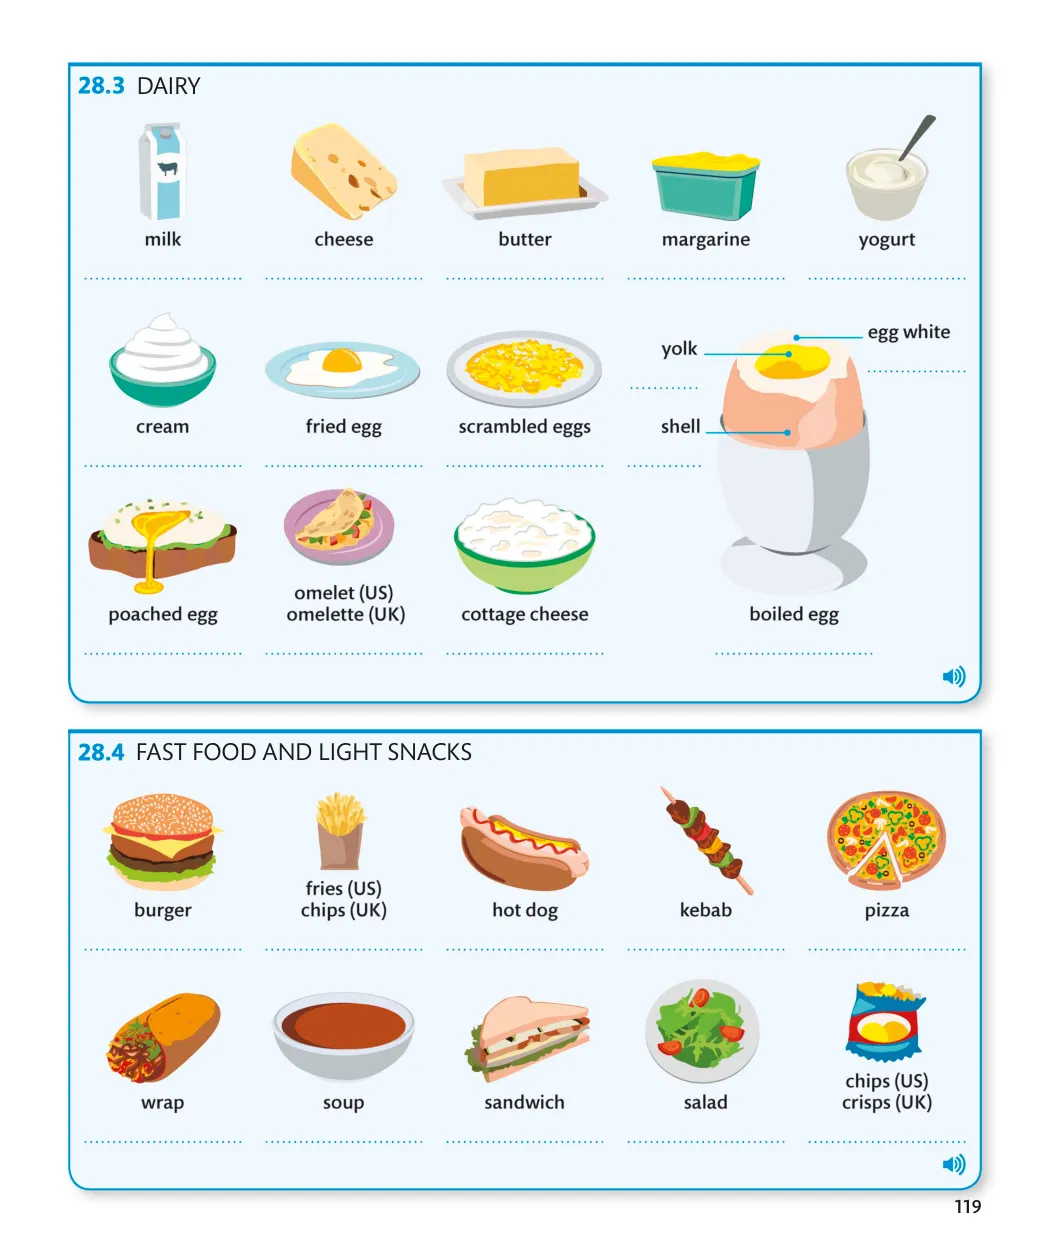 28.3 DAIRY
milk
cheese
butter
margarine
yogurt
cream
fried egg
scrambled eggs
yolk
egg white
shell
poached egg
omelet (US)
omelette (UK)
cottage cheese
boiled egg
28.4 FAST FOOD AND LIGHT SNACKS
burger
fries (US)
chips (UK)
hot dog
kebab
pizza
wrap
soup
sandwich
salad
chips (US)
crisps (UK)
119